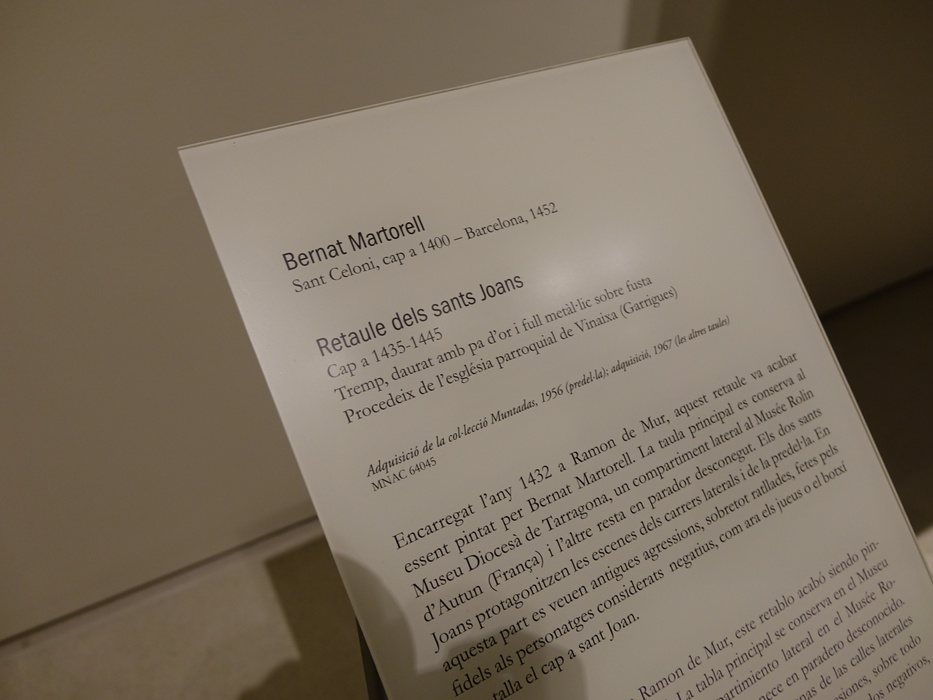 Bernat Martorell
Sant Celoni, cap a 1400 – Barcelona, 1452
Retaule dels sants Joans
Cap a 1435-1445
Tremp, daurat amb pa d'or i full metàl·lic sobre fusta
Procedeix de l'església parroquial de Vinaixa (Garrigues)
Adquisició de la col·lecció Muntadas, 1956 (predel·la); adquisició, 1967 (les altres taules)
MNAC 64045
Encarregat l'any 1432 a Ramon de Mur, aquest retaule va acabar
essent pintat per Bernat Martorell. La taula principal es conserva al
Museu Diocesà de Tarragona, un compartiment lateral al Musée Rolin
d'Autun (França) i l'altre resta en parador desconegut. Els dos sants
Joans protagonitzen les escenes dels carrers laterals i de la predel·la. En
aquesta part es veuen antigues agressions, sobretot ratllades, fetes pels
fidels als personatges considerats negatius, com ara els jueus o el botxí
talla el cap a sant Joan.
Ramon de Mur, este retablo acabó siendo pin-
La tabla principal se conserva en el Museu
lateral en el Musée Ro-
en paradero desconocido.
de las calles laterales
sobre todo
negativos,